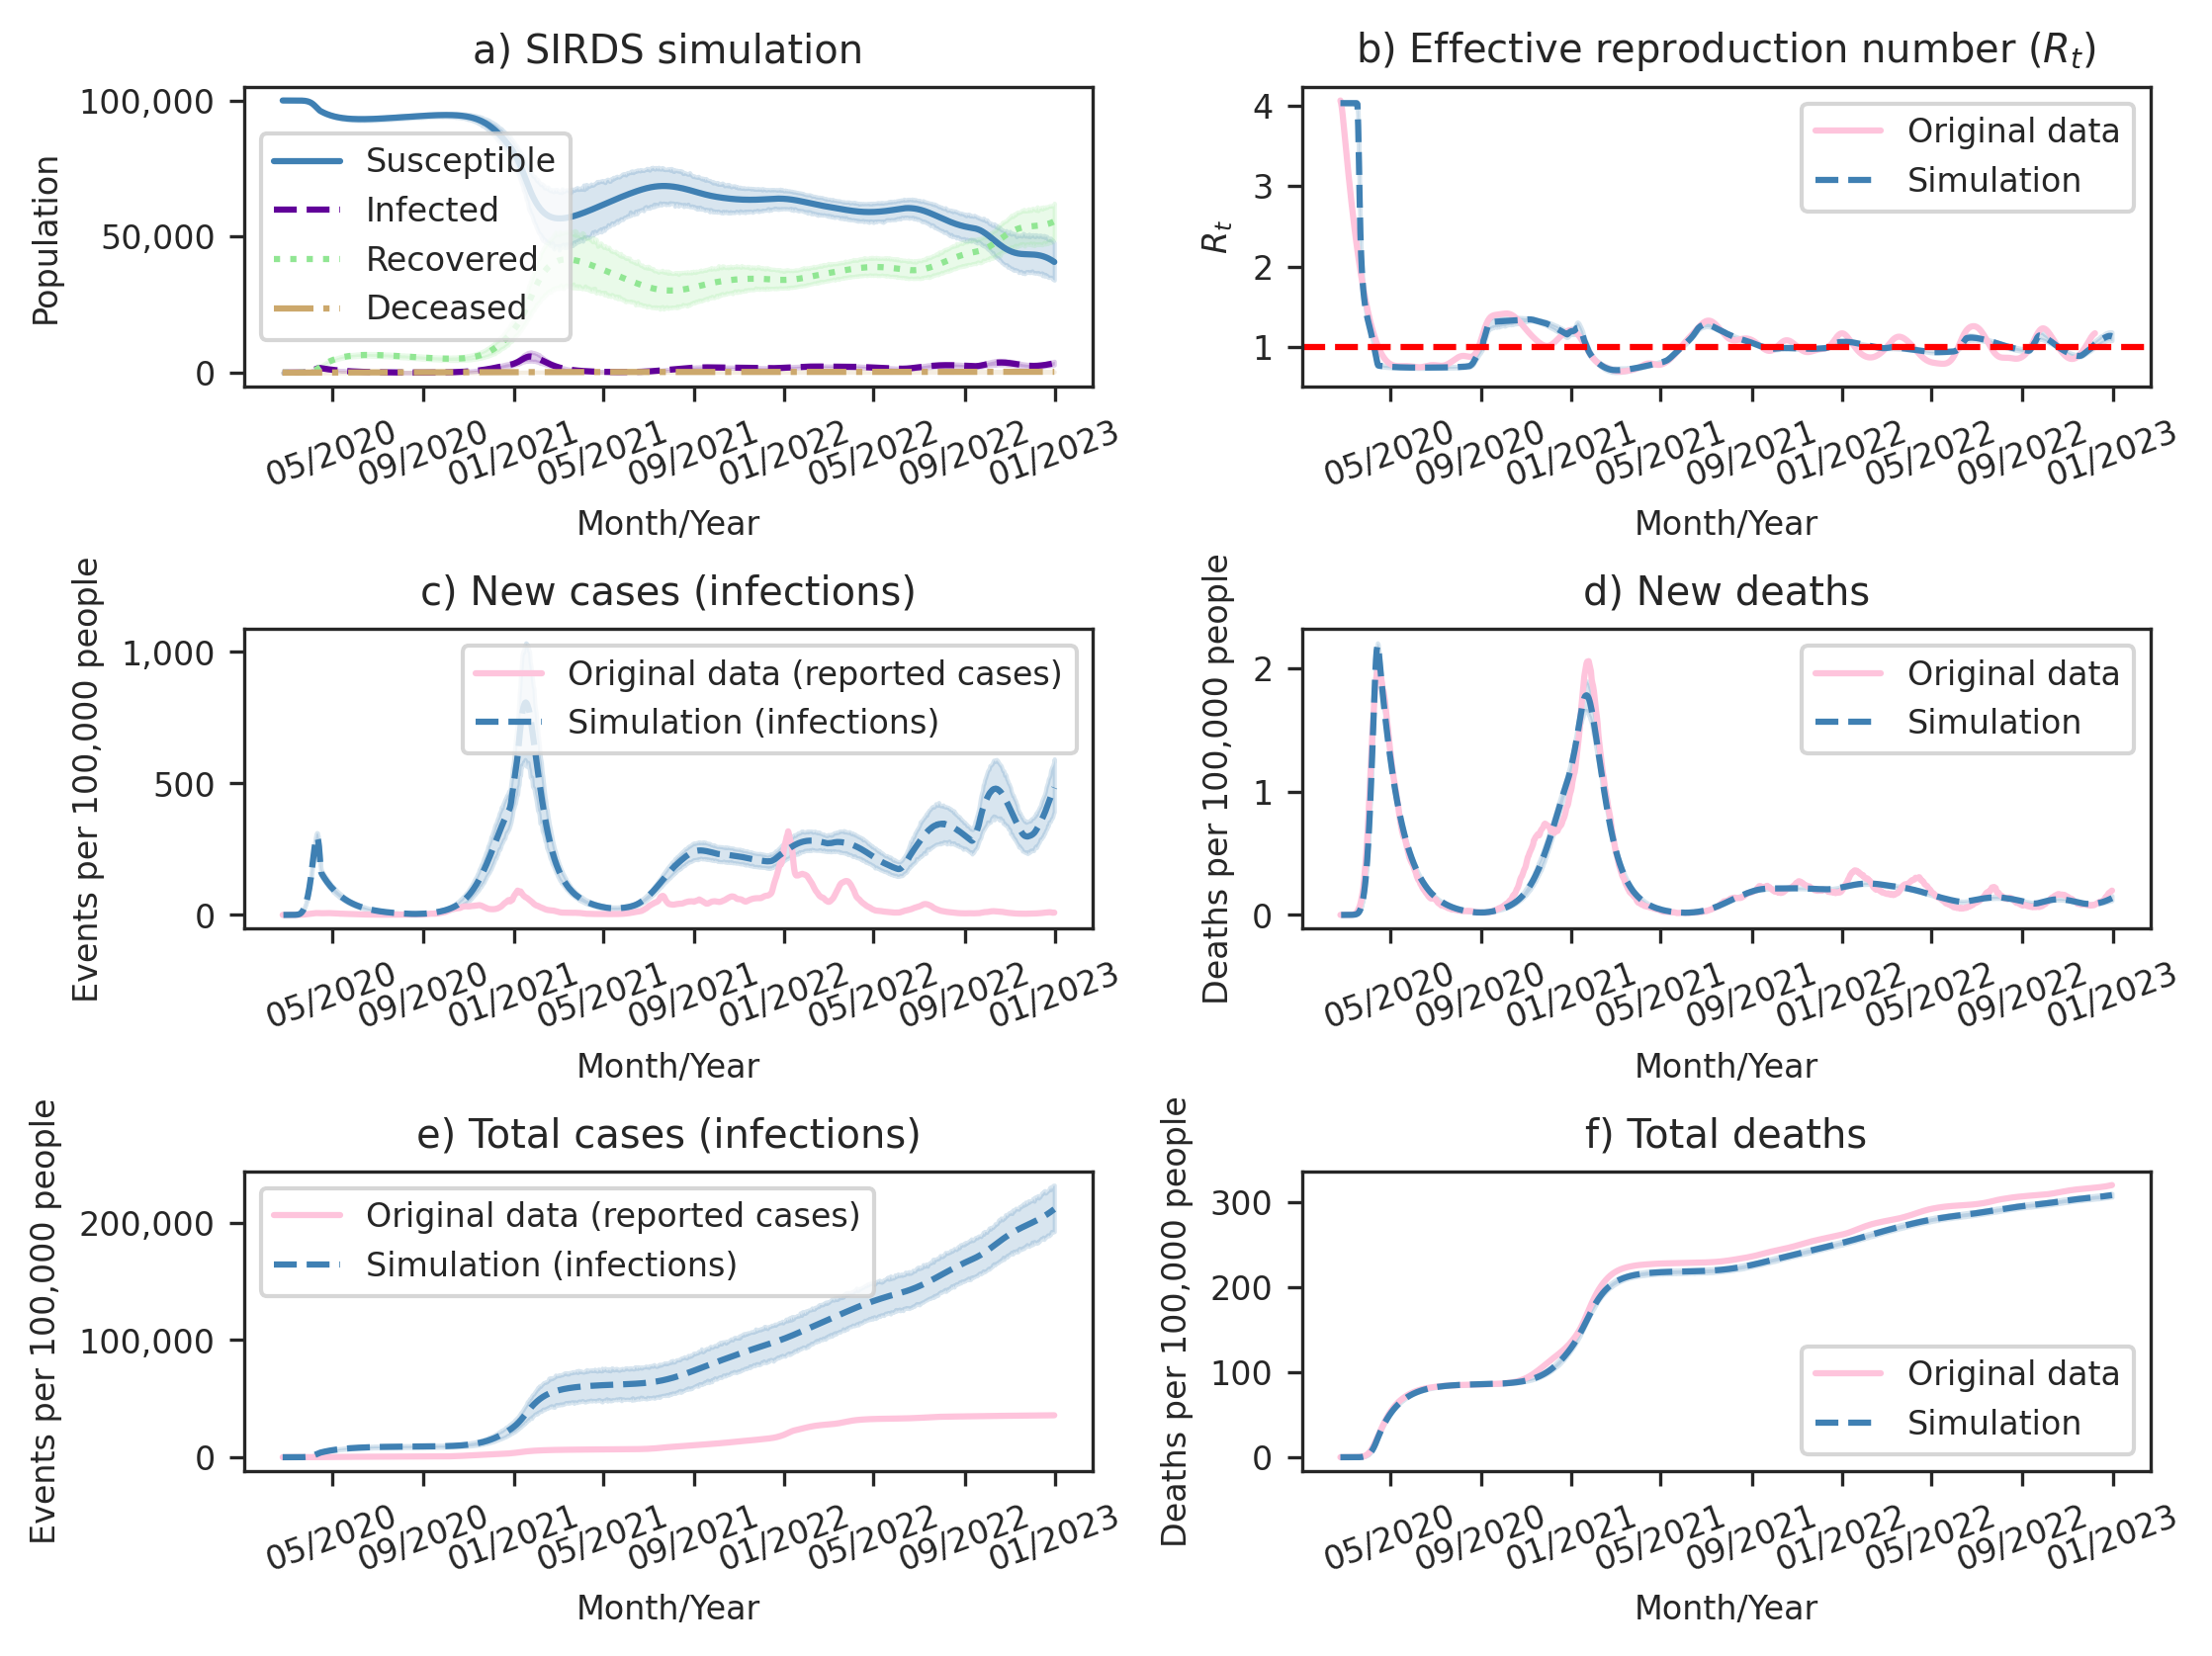 a) SIRDS simulation
Population
100,000
50,000
0
Susceptible
Infected
Recovered
Deceased
05/2020
09/2020
01/2021
05/2021
09/2021
01/2022
05/2022
09/2022
01/2023
Month/Year
b) Effective reproduction number (Rt)
Rt
4
3
2
1
Original data
Simulation
05/2020
09/2020
01/2021
05/2021
09/2021
01/2022
05/2022
09/2022
01/2023
Month/Year
c) New cases (infections)
Events per 100,000 people
1,000
500
0
Original data (reported cases)
Simulation (infections)
05/2020
09/2020
01/2021
05/2021
09/2021
01/2022
05/2022
09/2022
01/2023
Month/Year
d) New deaths
Deaths per 100,000 people
2
1
0
Original data
Simulation
05/2020
09/2020
01/2021
05/2021
09/2021
01/2022
05/2022
09/2022
01/2023
Month/Year
e) Total cases (infections)
Events per 100,000 people
200,000
100,000
0
Original data (reported cases)
Simulation (infections)
05/2020
09/2020
01/2021
05/2021
09/2021
01/2022
05/2022
09/2022
01/2023
Month/Year
f) Total deaths
Deaths per 100,000 people
300
200
100
0
Original data
Simulation
05/2020
09/2020
01/2021
05/2021
09/2021
01/2022
05/2022
09/2022
01/2023
Month/Year